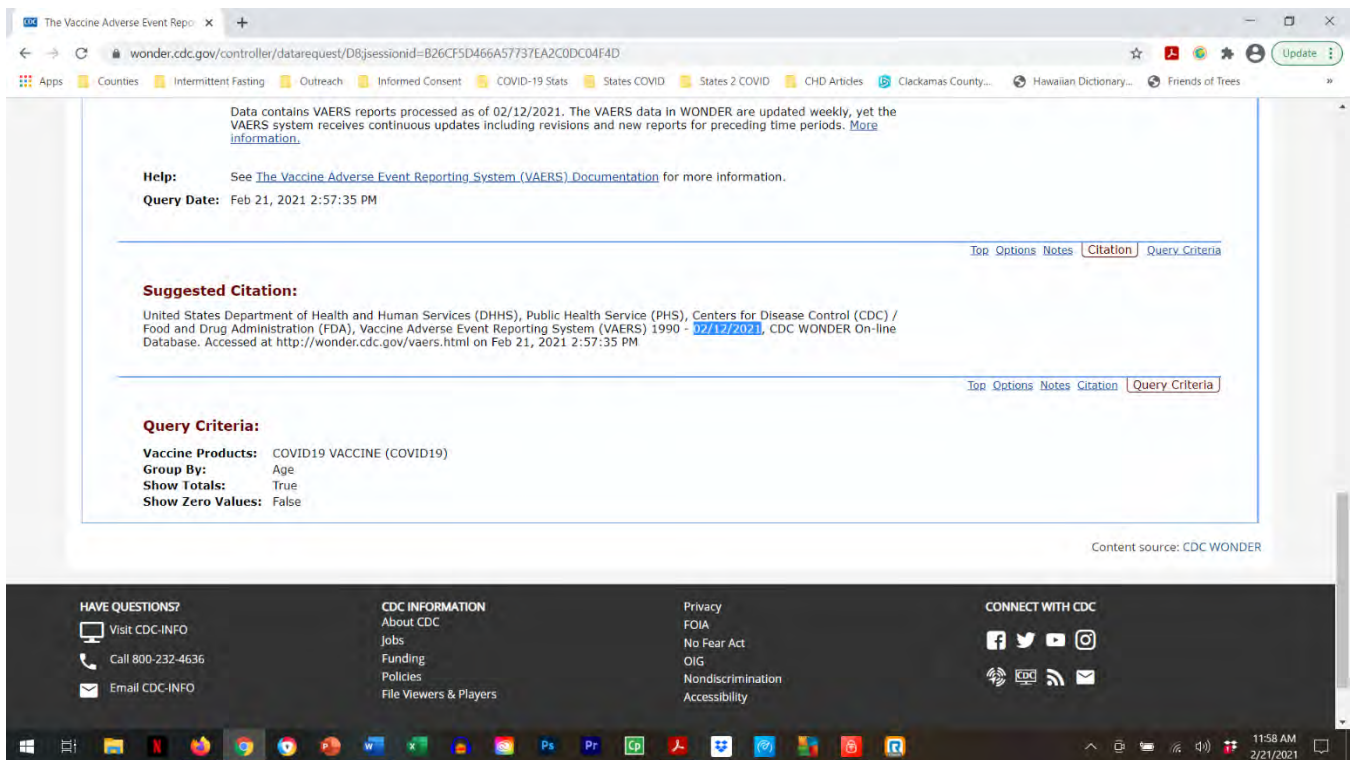 The Vaccine Adverse Event Repo
wonder.cdc.gov/controller/datarequest/D8;jsessionid=B26CF5D466A57737EA2C0DC04F4D
Update
Apps Counties Intermittent Fasting Outreach Informed Consent COVID-19 Stats States COVID States 2 COVID CHD Articles Clackamas County... Hawaiian Dictionary... Friends of Trees »
Data contains VAERS reports processed as of 02/12/2021. The VAERS data in WONDER are updated weekly, yet the
VAERS system receives continuous updates including revisions and new reports for preceding time periods. More
information.
Help: See The Vaccine Adverse Event Reporting System (VAERS) Documentation for more information.
Query Date: Feb 21, 2021 2:57:35 PM
Top Options Notes Citation Query Criteria
Suggested Citation:
United States Department of Health and Human Services (DHHS), Public Health Service (PHS), Centers for Disease Control (CDC) /
Food and Drug Administration (FDA), Vaccine Adverse Event Reporting System (VAERS) 1990 - 02/12/2021, CDC WONDER On-line
Database. Accessed at http://wonder.cdc.gov/vaers.html on Feb 21, 2021 2:57:35 PM
Top Options Notes Citation Query Criteria
Query Criteria:
Vaccine Products: COVID19 VACCINE (COVID19)
Group By: Age
Show Totals: True
Show Zero Values: False
Content source: CDC WONDER
HAVE QUESTIONS?
Visit CDC-INFO
Call 800-232-4636
Email CDC-INFO
CDC INFORMATION
About CDC
Jobs
Funding
Policies
File Viewers & Players
Privacy
FOIA
No Fear Act
OIG
Nondiscrimination
Accessibility
CONNECT WITH CDC
CDC
Ps Pr Cp
11:58 AM
2/21/2021